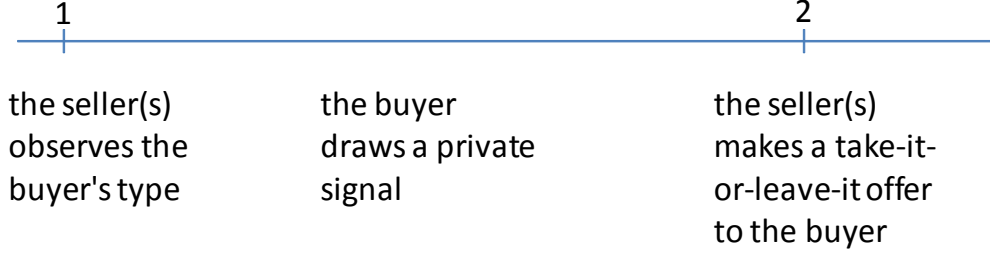 1
2
the seller(s)
observes the
buyer's type
the buyer
draws a private
signal
the seller(s)
makes a take-it-
or-leave-it offer
to the buyer